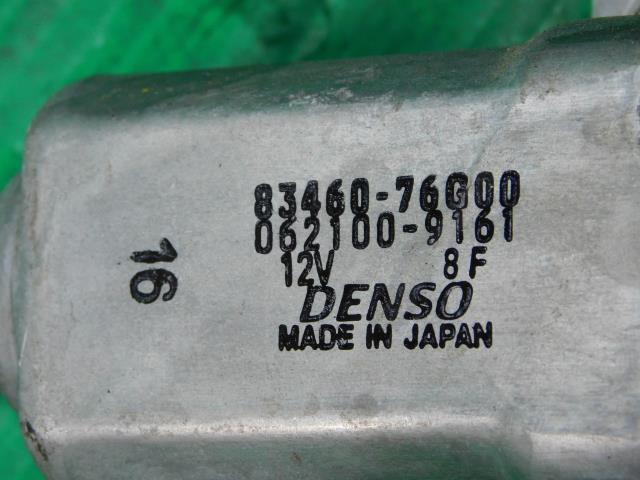 83460-76G00
062100-9161
12V 8F
DENSO
MADE IN JAPAN
16